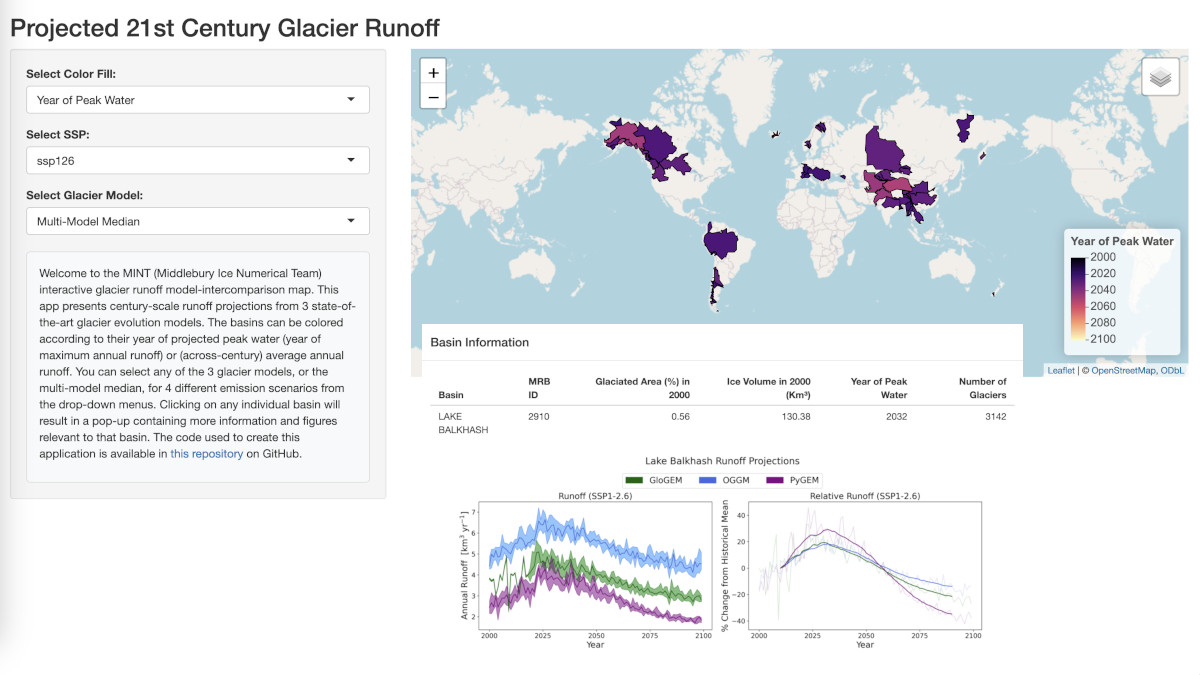 Projected 21st Century Glacier Runoff
Select Color Fill:
Year of Peak Water
Select SSP:
ssp126
Select Glacier Model:
Multi-Model Median
Welcome to the MINT (Middlebury Ice Numerical Team)
interactive glacier runoff model-intercomparison map. This
app presents century-scale runoff projections from 3 state-of-
the-art glacier evolution models. The basins can be colored
according to their year of projected peak water (year of
maximum annual runoff) or (across-century) average annual
runoff. You can select any of the 3 glacier models, or the
multi-model median, for 4 different emission scenarios from
the drop-down menus. Clicking on any individual basin will
result in a pop-up containing more information and figures
relevant to that basin. The code used to create this
application is available in this repository on GitHub.
+
−
Year of Peak Water
2000
2020
2040
2060
2080
2100
Leaflet | © OpenStreetMap, ODbL
Basin Information
Basin MRB ID Glaciated Area (%) in 2000 Ice Volume in 2000 (Km³) Year of Peak Water Number of Glaciers
LAKE BALKHASH 2910 0.56 130.38 2032 3142
Lake Balkhash Runoff Projections
GloGEM OGGM PyGEM
Runoff (SSP1-2.6)
Annual Runoff [km³ yr⁻¹]
7
6
5
4
3
2
2000 2025 2050 2075 2100
Year
Relative Runoff (SSP1-2.6)
% Change from Historical Mean
40
20
0
−20
−40
2000 2025 2050 2075 2100
Year